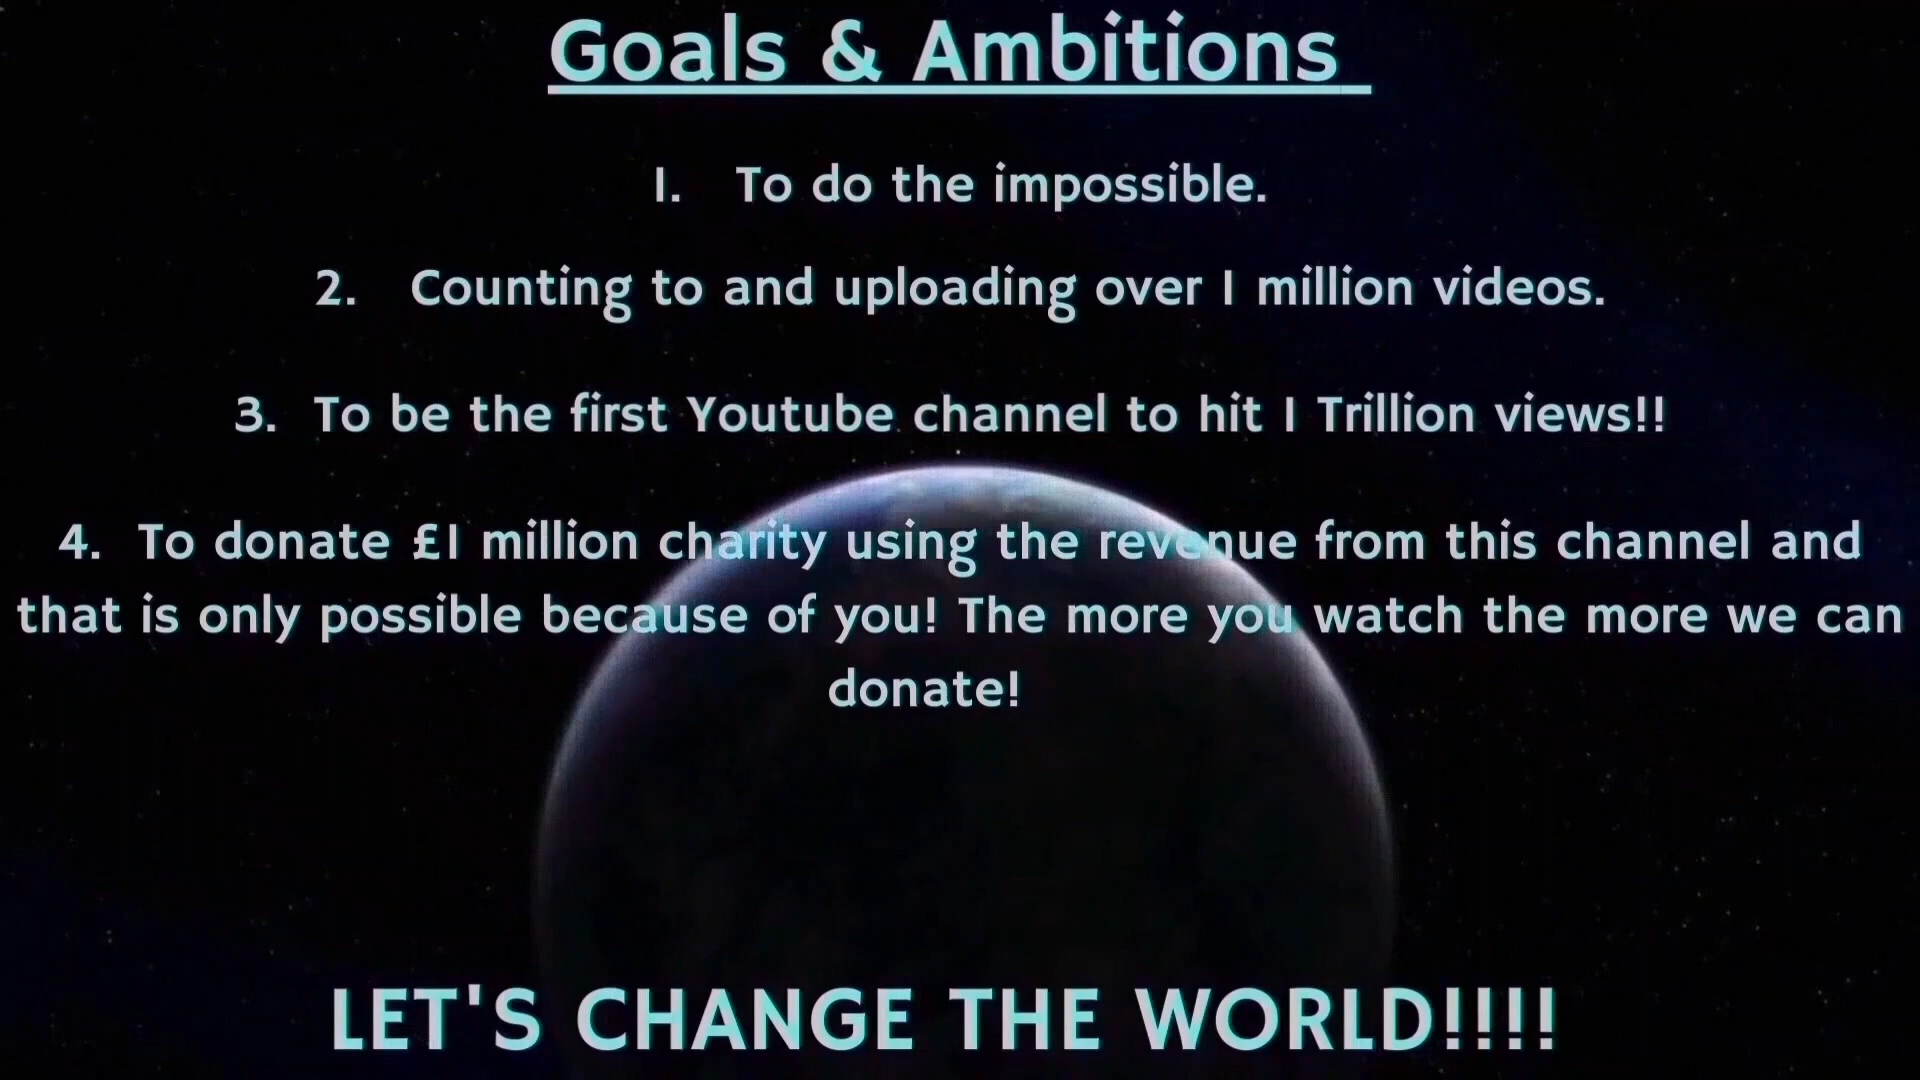 Goals & Ambitions
1. To do the impossible.
2. Counting to and uploading over 1 million videos.
3. To be the first Youtube channel to hit 1 Trillion views!!
4. To donate £1 million charity using the revenue from this channel and
that is only possible because of you! The more you watch the more we can
donate!
LET'S CHANGE THE WORLD!!!!